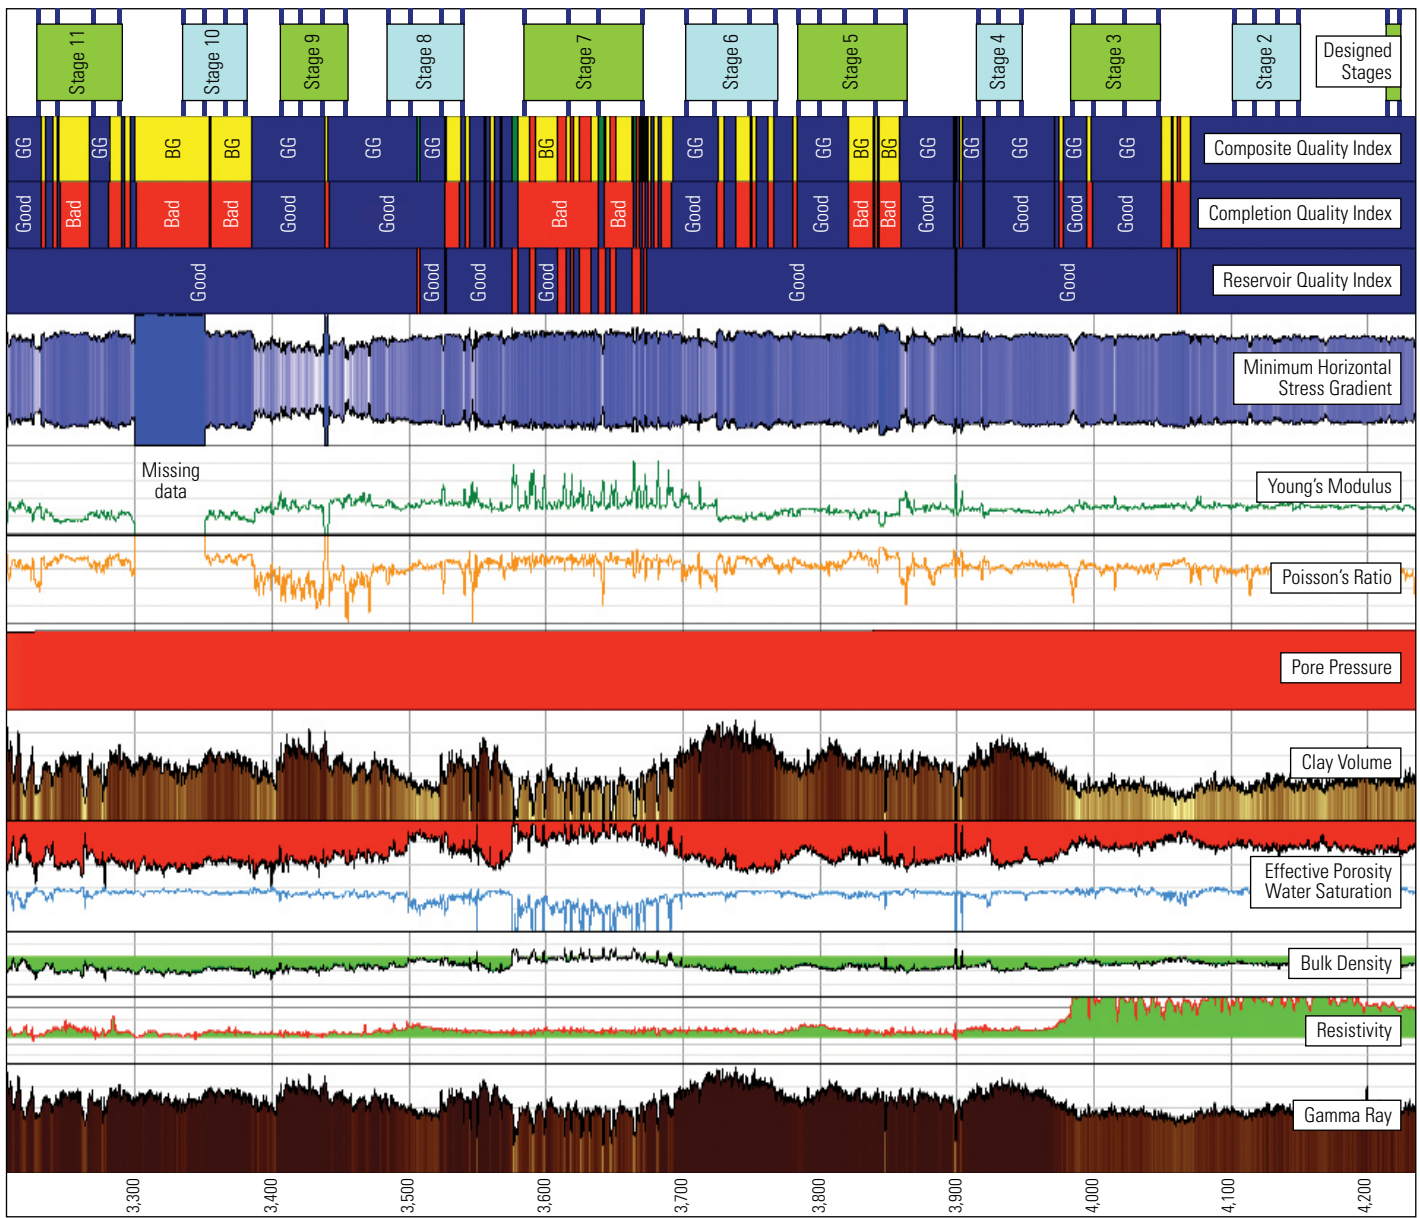 Stage 11
Stage 10
Stage 9
Stage 8
Stage 7
Stage 6
Stage 5
Stage 4
Stage 3
Stage 2
Designed
Stages
GG
GG
BG
BG
GG
GG
GG
BG
GG
GG
BG
BG
GG
GG
GG
GG
GG
Composite Quality Index
Good
Bad
Bad
Bad
Good
Good
Bad
Bad
Good
Good
Bad
Bad
Good
Good
Good
Good
Completion Quality Index
Good
Good
Good
Good
Good
Good
Reservoir Quality Index
Minimum Horizontal
Stress Gradient
Missing
data
Young's Modulus
Poisson's Ratio
Pore Pressure
Clay Volume
Effective Porosity
Water Saturation
Bulk Density
Resistivity
Gamma Ray
3,300
3,400
3,500
3,600
3,700
3,800
3,900
4,000
4,100
4,200